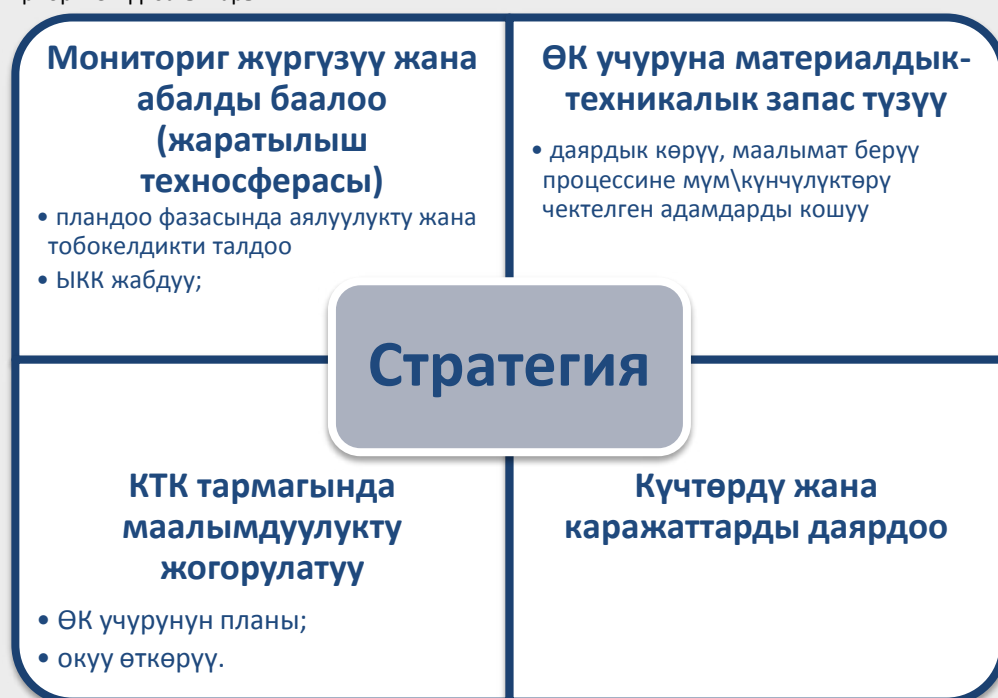 Мониториг жүргүзүү жана
абалды баалоо
(жаратылыш
техносферасы)
• пландоо фазасында аялуулукту жана
тобокелдикти талдоо
• ЫКК жабдуу;
ӨК учуруна материалдык-
техникалык запас түзүү
• даярдык көрүү, маалымат берүү
процессине мүм\күнчүлүктөрү
чектелген адамдарды кошуу
Стратегия
КТК тармагында
маалымдуулукту
жогорулатуу
• ӨК учурунун планы;
• окуу өткөрүү.
Күчтөрдү жана
каражаттарды даярдоо